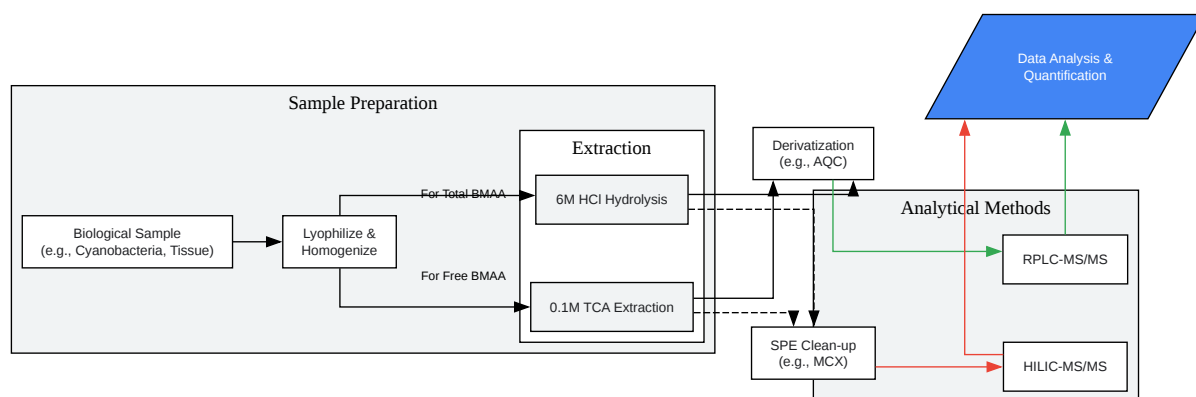 Data Analysis &
Quantification
Sample Preparation
Extraction
Derivatization
(e.g., AQC)
For Total BMAA
6M HCl Hydrolysis
Analytical Methods
Biological Sample
(e.g., Cyanobacteria, Tissue)
Lyophilize &
Homogenize
RPLC-MS/MS
For Free BMAA
0.1M TCA Extraction
SPE Clean-up
(e.g., MCX)
HILIC-MS/MS